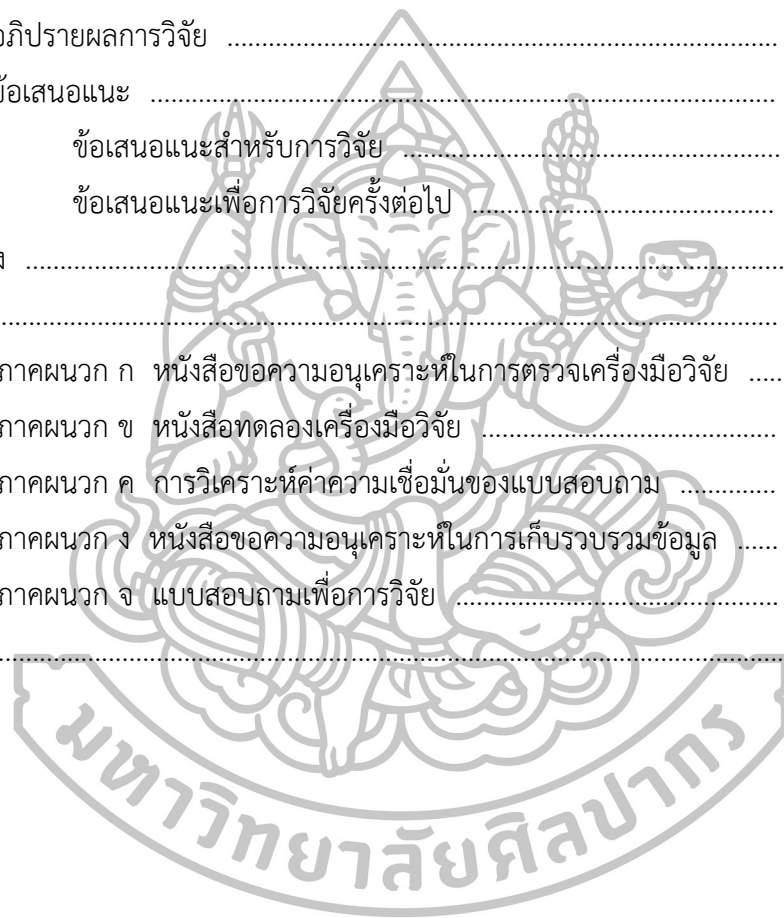 อภิปรายผลการวิจัย ................................................................................
ข้อเสนอแนะ ..........................................................................................
ข้อเสนอแนะสำหรับการวิจัย ......................................................
ข้อเสนอแนะเพื่อการวิจัยครั้งต่อไป ............................................
................................................................................................................
................................................................................................................
ภาคผนวก ก หนังสือขอความอนุเคราะห์ในการตรวจเครื่องมือวิจัย .....
ภาคผนวก ข หนังสือทดลองเครื่องมือวิจัย ...........................................
ภาคผนวก ค การวิเคราะห์ค่าความเชื่อมั่นของแบบสอบถาม ..............
ภาคผนวก ง หนังสือขอความอนุเคราะห์ในการเก็บรวบรวมข้อมูล ......
ภาคผนวก จ แบบสอบถามเพื่อการวิจัย ...............................................
................................................................................................................
มหาวิทยาลัยศิลปากร